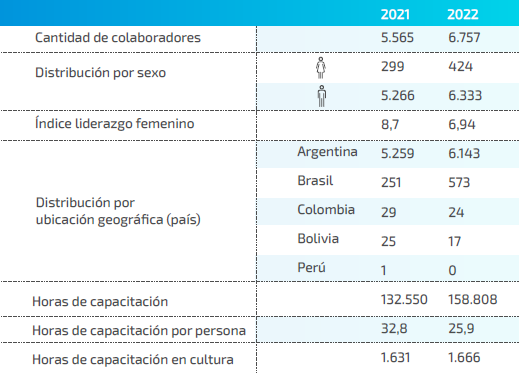 2021 2022
Cantidad de colaboradores 5.565 6.757
Distribución por sexo 299 424
5.266 6.333
Índice liderazgo femenino 8,7 6,94
Distribución por
ubicación geográfica (país)
Argentina 5.259 6.143
Brasil 251 573
Colombia 29 24
Bolivia 25 17
Perú 1 0
Horas de capacitación 132.550 158.808
Horas de capacitación por persona 32,8 25,9
Horas de capacitación en cultura 1.631 1.666